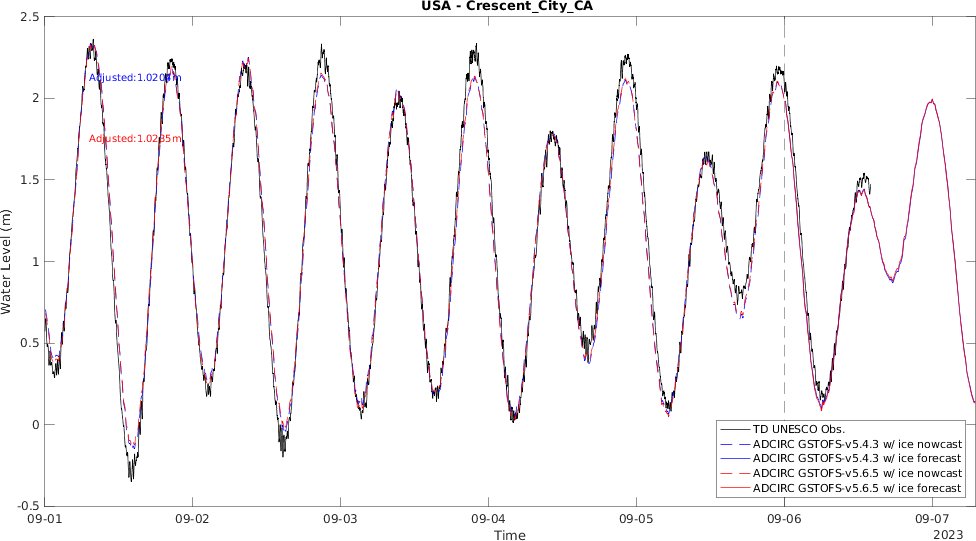 USA - Crescent_City_CA
2.5
2
1.5
1
0.5
0
-0.5
Water Level (m)
Adjusted:1.0204m
Adjusted:1.0235m
TD UNESCO Obs.
ADCIRC GSTOFS-v5.4.3 w/ ice nowcast
ADCIRC GSTOFS-v5.4.3 w/ ice forecast
ADCIRC GSTOFS-v5.6.5 w/ ice nowcast
ADCIRC GSTOFS-v5.6.5 w/ ice forecast
09-01 09-02 09-03 09-04 09-05 09-06 09-07
Time
2023